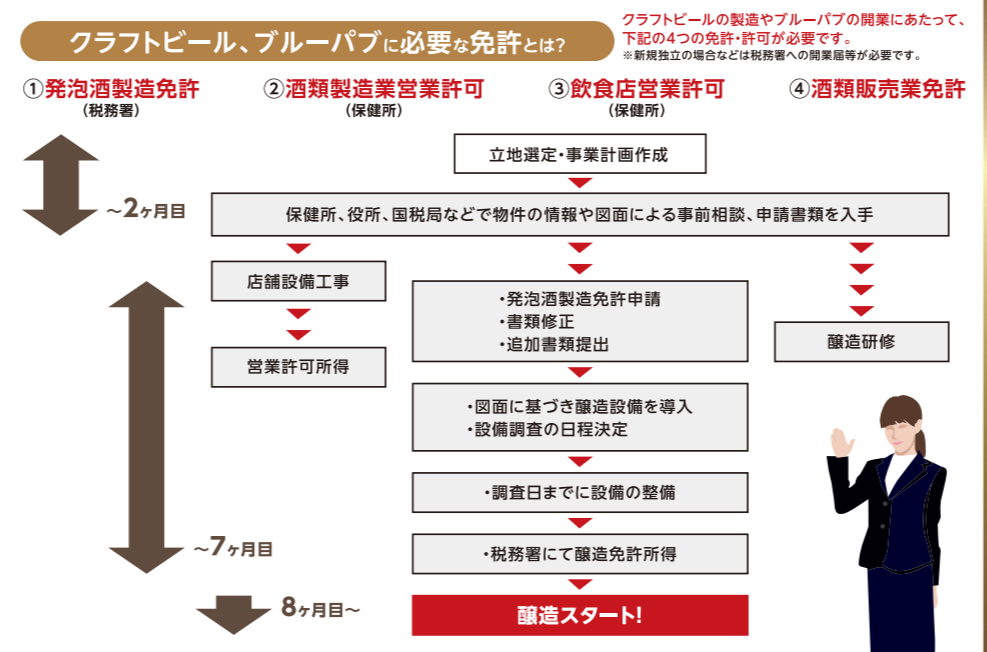 クラフトビール、ブルーパブに必要な免許とは?
クラフトビールの製造やブルーパブの開業にあたって、
下記の4つの免許・許可が必要です。
※新規独立の場合などは税務署への開業届等が必要です。
①発泡酒製造免許
(税務署)
②酒類製造業営業許可
(保健所)
③飲食店営業許可
(保健所)
④酒類販売業免許
立地選定・事業計画作成
〜2ヶ月目
保健所、役所、国税局などで物件の情報や図面による事前相談、申請書類を入手
店舗設備工事
営業許可所得
・発泡酒製造免許申請
・書類修正
・追加書類提出
醸造研修
・図面に基づき醸造設備を導入
・設備調査の日程決定
・調査日までに設備の整備
〜7ヶ月目
・税務署にて醸造免許所得
8ヶ月目〜
醸造スタート!